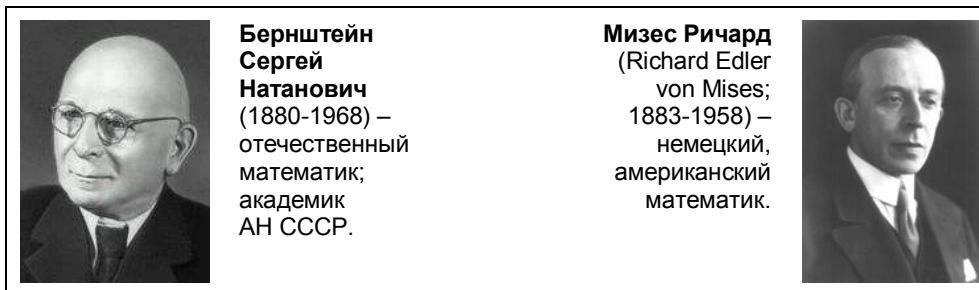 Бернштейн
Сергей
Натанович
(1880-1968) –
отечественный
математик;
академик
АН СССР.
Мизес Ричард
(Richard Edler
von Mises;
1883-1958) –
немецкий,
американский
математик.